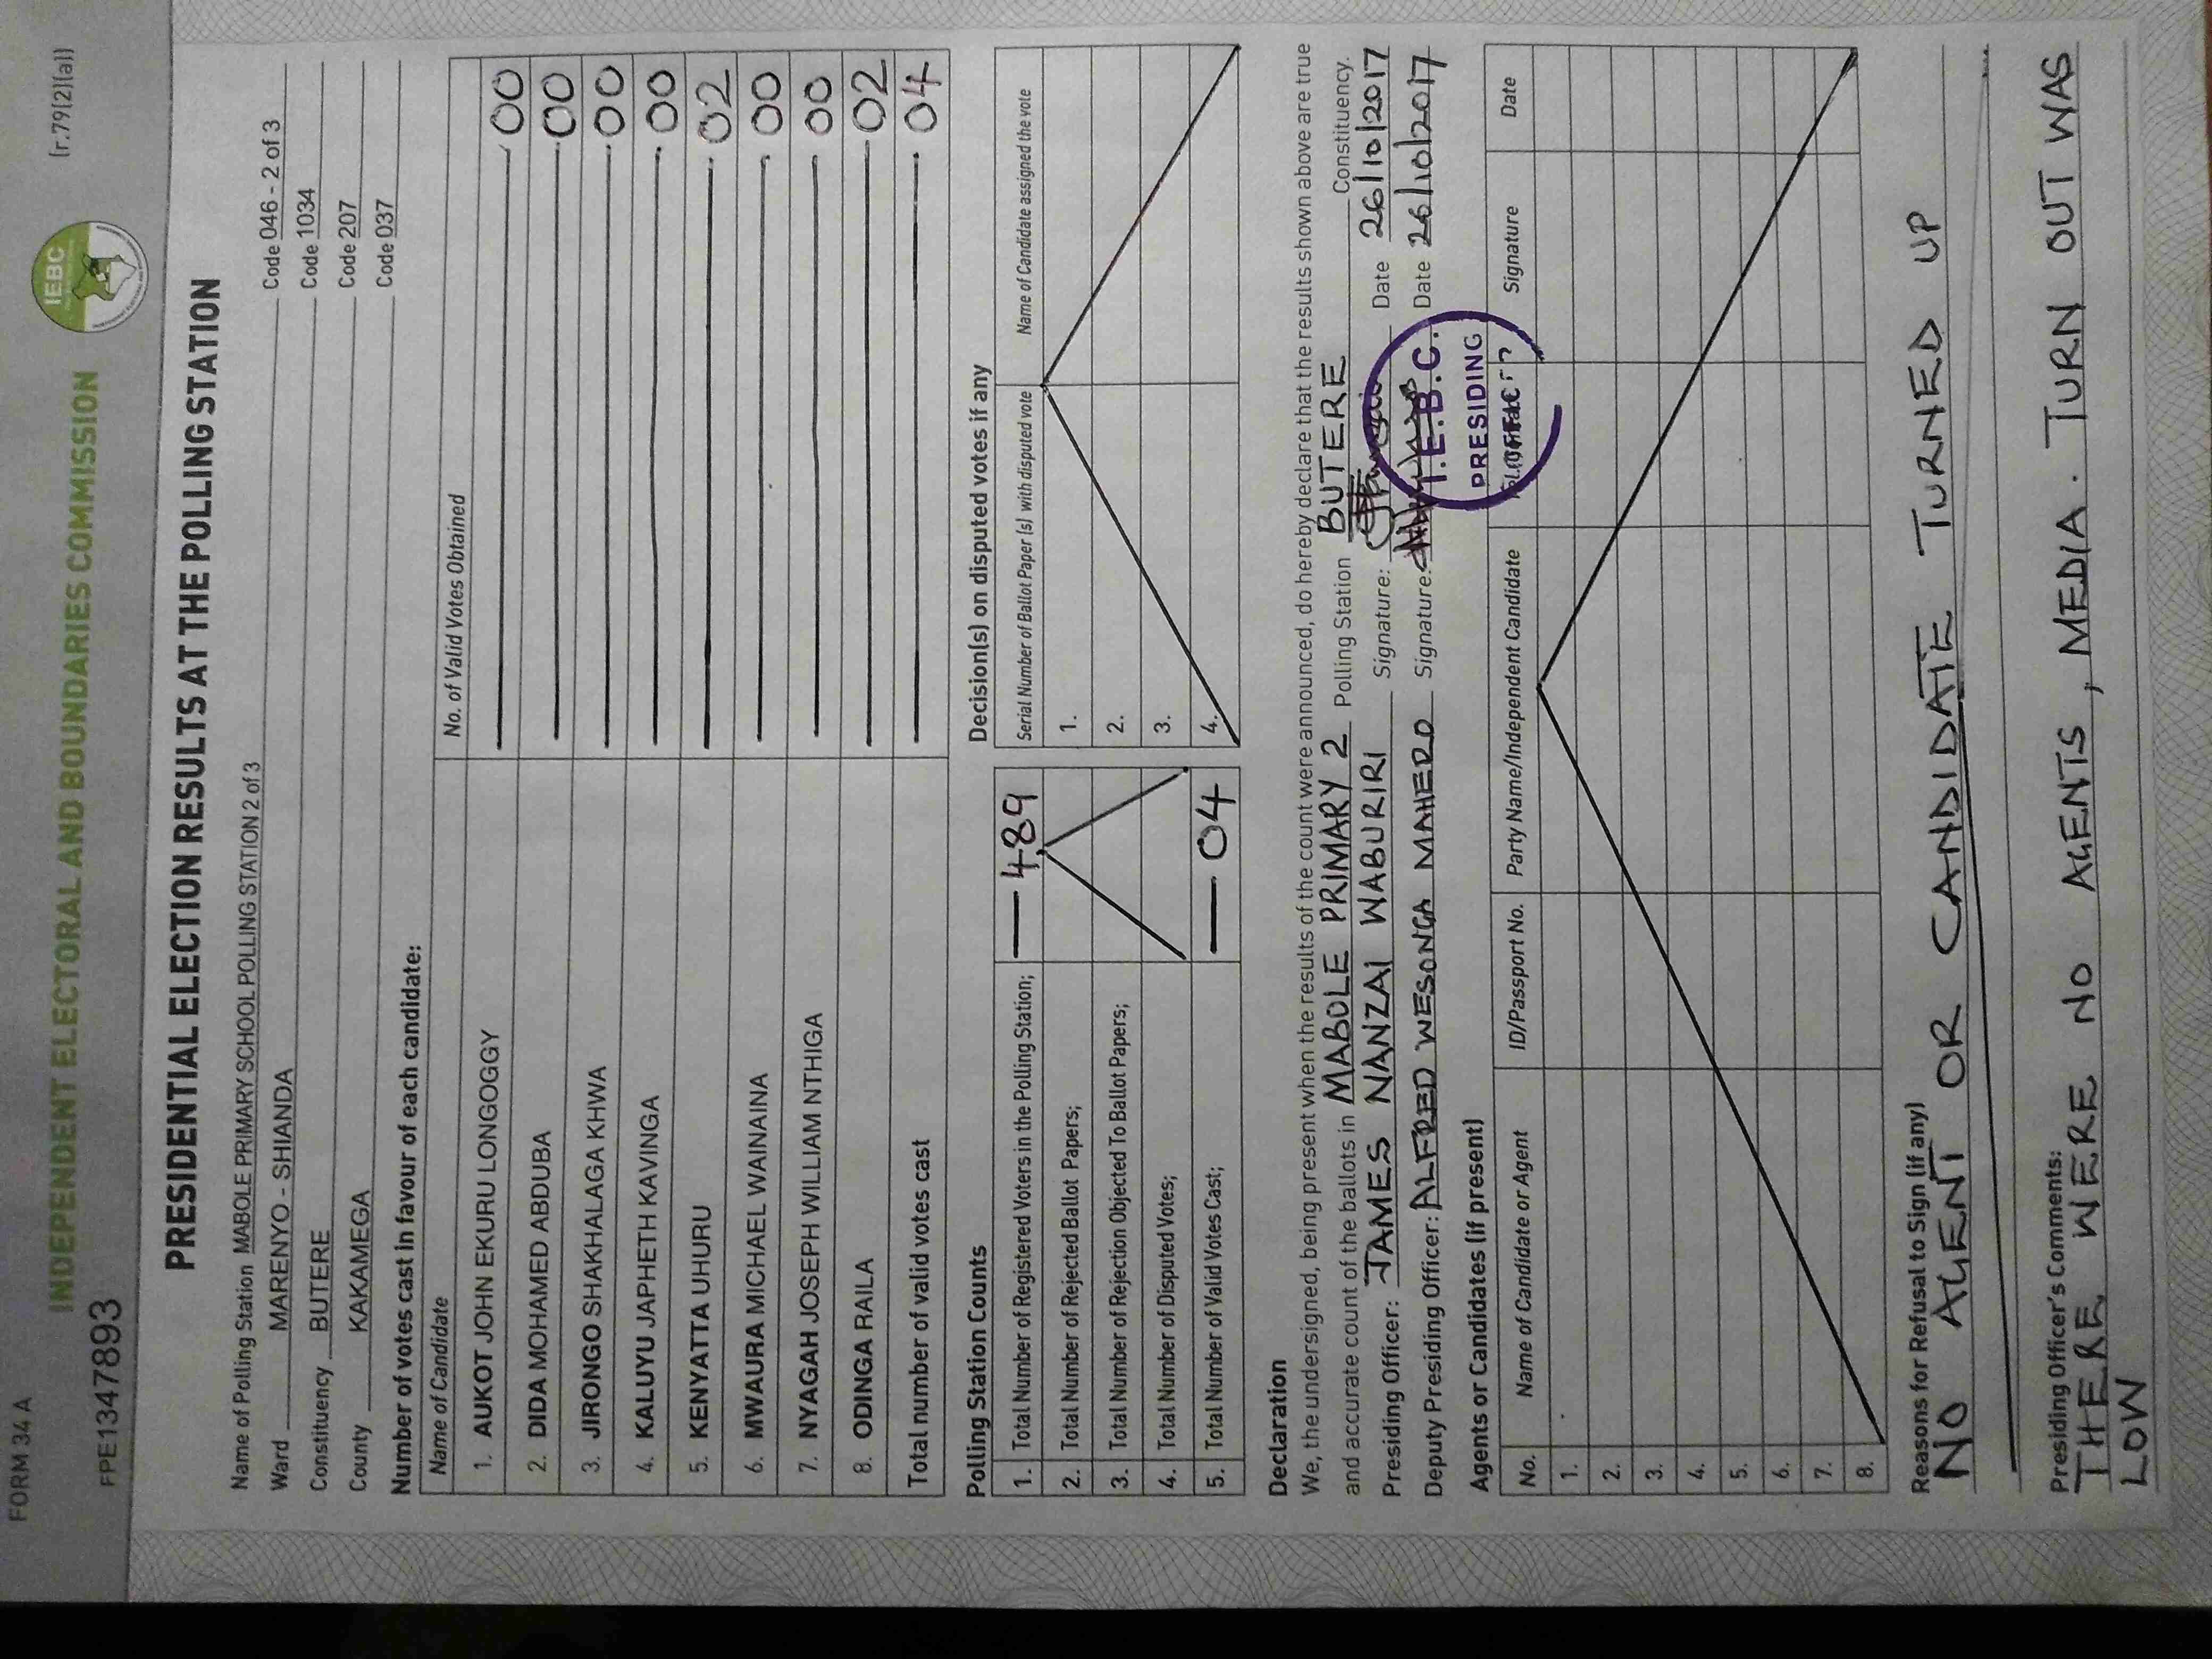 FORM 34 A
(r.79(2)(a))
IEBC
INDEPENDENT ELECTORAL AND BOUNDARIES COMMISSION
FPE1347893
PRESIDENTIAL ELECTION RESULTS AT THE POLLING STATION
Name of Polling Station MABOLE PRIMARY SCHOOL POLLING STATION 2 of 3 Code 046 - 2 of 3
Ward MARENYO - SHIANDA Code 1034
Constituency BUTERE Code 207
County KAKAMEGA Code 037
Number of votes cast in favour of each candidate:
Name of Candidate No. of Valid Votes Obtained
1. AUKOT JOHN EKURU LONGOGGY 00
2. DIDA MOHAMED ABDUBA 00
3. JIRONGO SHAKHALAGA KHWA 00
4. KALUYU JAPHETH KAVINGA 00
5. KENYATTA UHURU 02
6. MWAURA MICHAEL WAINAINA 00
7. NYAGAH JOSEPH WILLIAM NTHIGA 00
8. ODINGA RAILA 02
Total number of valid votes cast 04
Polling Station Counts
1. Total Number of Registered Voters in the Polling Station; 489
2. Total Number of Rejected Ballot Papers;
3. Total Number of Rejection Objected To Ballot Papers;
4. Total Number of Disputed Votes;
5. Total Number of Valid Votes Cast; 04
Decision(s) on disputed votes if any
Serial Number of Ballot Paper (s) with disputed vote Name of Candidate assigned the vote
1.
2.
3.
4.
Declaration
We, the undersigned, being present when the results of the count were announced, do hereby declare that the results shown above are true
and accurate count of the ballots in MABOLE PRIMARY 2 Polling Station BUTERE Constituency.
Presiding Officer: JAMES NANZAI WABURIRI Signature: Date 26/10/2017
Deputy Presiding Officer: ALFRED WESONGA MAHERO Signature: Date 26/10/2017
I.E.B.C.
PRESIDING
Agents or Candidates (if present)
No. Name of Candidate or Agent ID/Passport No. Party Name/Independent Candidate Signature Date
1.
2.
3.
4.
5.
6.
7.
8.
Reasons for Refusal to Sign (if any)
NO AGENT OR CANDIDATE TURNED UP
Presiding Officer's Comments:
THERE WERE NO AGENTS, MEDIA. TURN OUT WAS
LOW